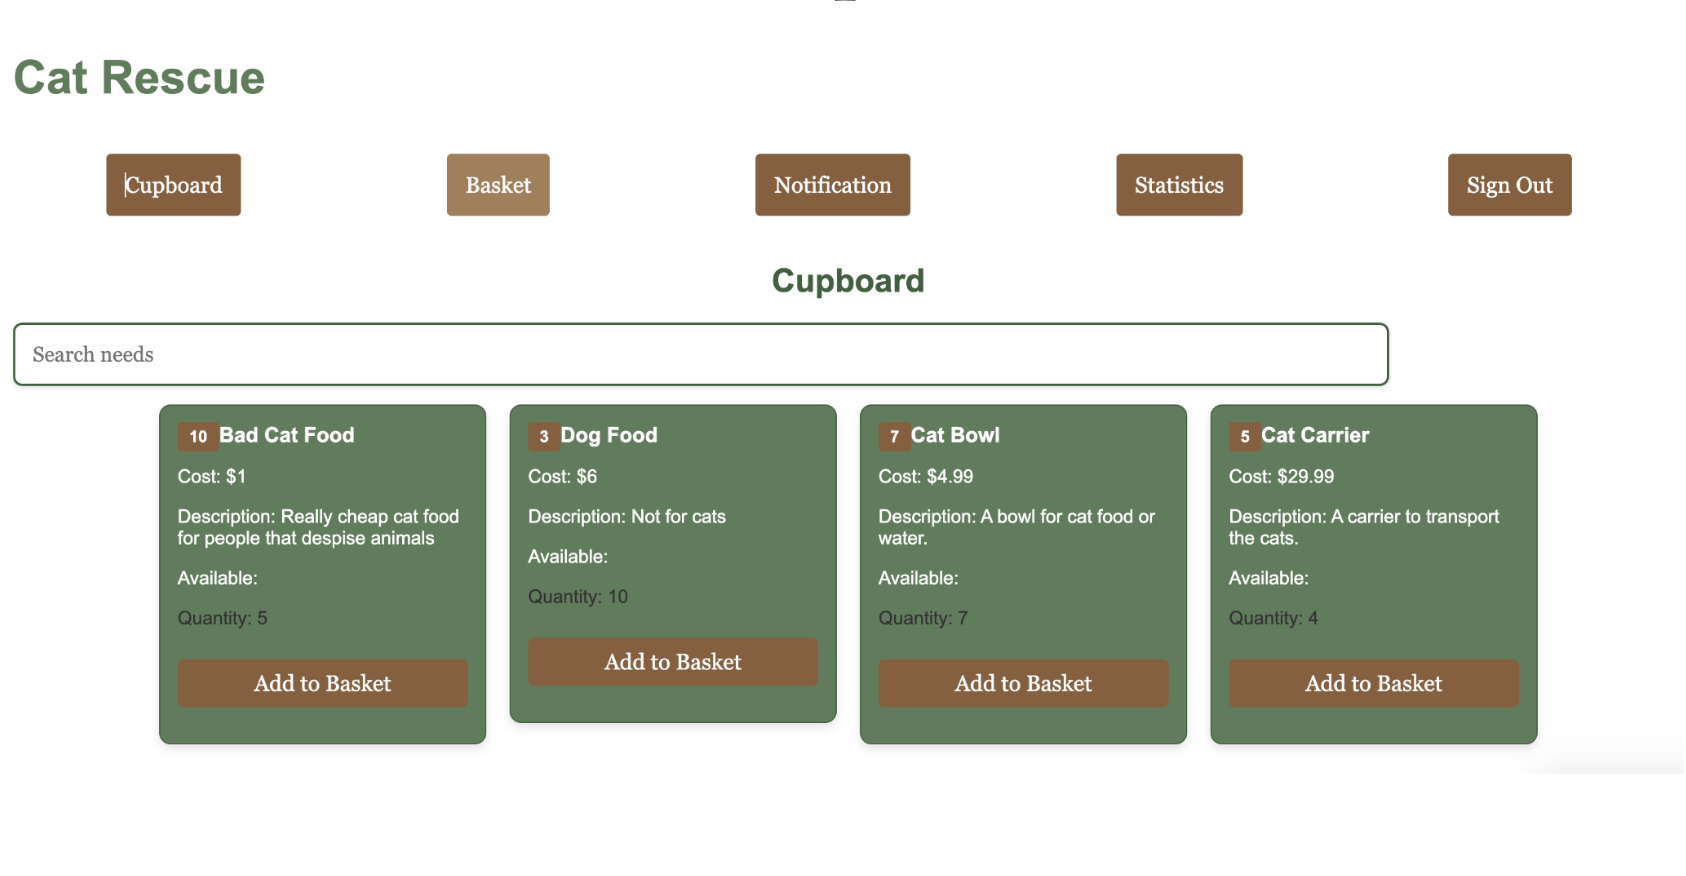 Cat Rescue
Cupboard
Basket
Notification
Statistics
Sign Out
Cupboard
Search needs
10 Bad Cat Food
Cost: $1
Description: Really cheap cat food
for people that despise animals
Available:
Quantity: 5
Add to Basket
3 Dog Food
Cost: $6
Description: Not for cats
Available:
Quantity: 10
Add to Basket
7 Cat Bowl
Cost: $4.99
Description: A bowl for cat food or
water.
Available:
Quantity: 7
Add to Basket
5 Cat Carrier
Cost: $29.99
Description: A carrier to transport
the cats.
Available:
Quantity: 4
Add to Basket